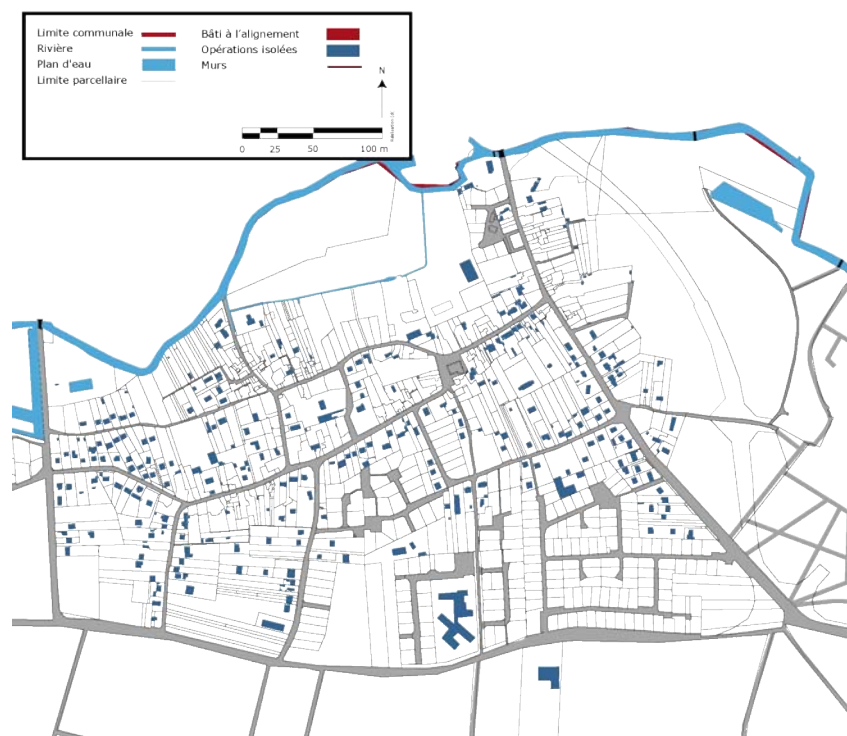 Limite communale
Bâti à l'alignement
Rivière
Opérations isolées
Plan d'eau
Murs
Limite parcellaire
N
0 25 50 100 m